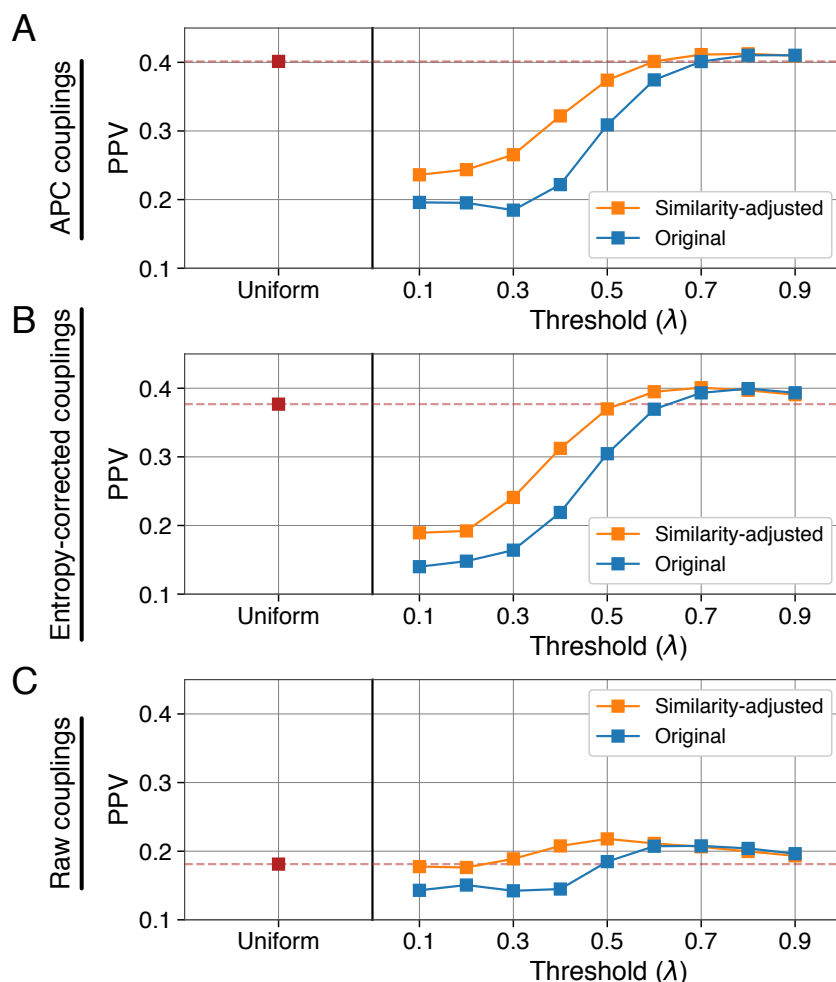 A
APC couplings
PPV
0.4
0.3
0.2
0.1
Similarity-adjusted
Original
Uniform
0.1
0.3
0.5
0.7
0.9
Threshold (λ)
B
Entropy-corrected couplings
PPV
0.4
0.3
0.2
0.1
Similarity-adjusted
Original
Uniform
0.1
0.3
0.5
0.7
0.9
Threshold (λ)
C
Raw couplings
PPV
0.4
0.3
0.2
0.1
Similarity-adjusted
Original
Uniform
0.1
0.3
0.5
0.7
0.9
Threshold (λ)